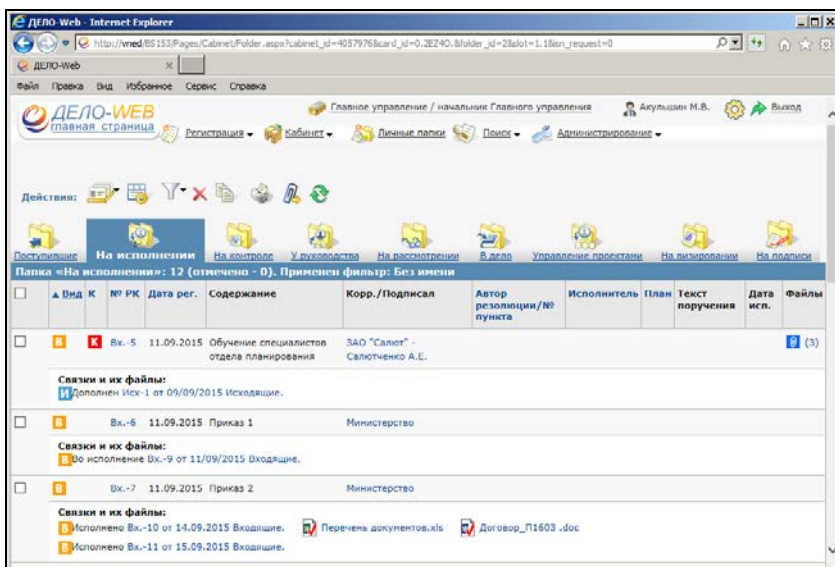 ДЕЛО-Web - Internet Explorer
http://vned/BS153/Pages/Cabinet/Folder.aspx?cabinet_id=4057976&card_id=0.2EZ4O.&folder_id=2&slot=1.1&isn_request=0
ДЕЛО-Web
Файл Правка Вид Избранное Сервис Справка
ДЕЛО-WEB
главная страница
Главное управление / начальник Главного управления Акульшин М.В. Выход
Регистрация Кабинет Личные папки Поиск Администрирование
Действия:
Поступившие На исполнении На контроле У руководства На рассмотрении В дело Управление проектами На визировании На подписи
Папка «На исполнении»: 12 (отмечено - 0). Применен фильтр: Без имени
Вид К № РК Дата рег. Содержание Корр./Подписал Автор резолюции/№ пункта Исполнитель План Текст поручения Дата исп. Файлы
В К Вх.-5 11.09.2015 Обучение специалистов отдела планирования ЗАО "Салют" - Салютченко А.Е. (3)
Связки и их файлы:
И Дополнен Исх-1 от 09/09/2015 Исходящие.
В Вх.-6 11.09.2015 Приказ 1 Министерство
Связки и их файлы:
В Во исполнение Вх.-9 от 11/09/2015 Входящие.
В Вх.-7 11.09.2015 Приказ 2 Министерство
Связки и их файлы:
В Исполнено Вх.-10 от 14.09.2015 Входящие. Перечень документов.xls Договор_П1603 .doc
В Исполнено Вх.-11 от 15.09.2015 Входящие.